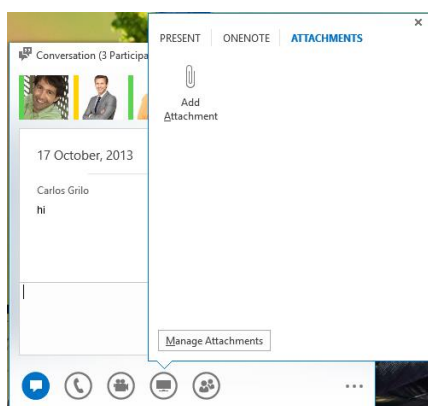 PRESENT ONENOTE ATTACHMENTS
Conversation (3 Participa
Add
Attachment
17 October, 2013
Carlos Grilo
hi
Manage Attachments